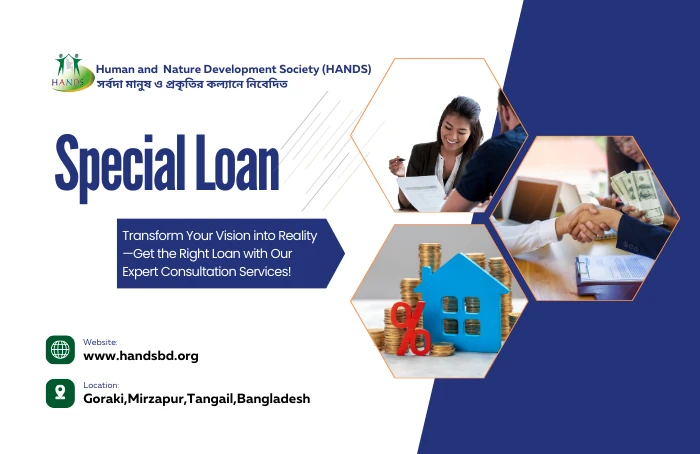 HANDS
Human and Nature Development Society (HANDS)
সর্বদা মানুষ ও প্রকৃতির কল্যানে নিবেদিত
Special Loan
Transform Your Vision into Reality
—Get the Right Loan with Our
Expert Consultation Services!
%
Website:
www.handsbd.org
Location:
Goraki,Mirzapur,Tangail,Bangladesh